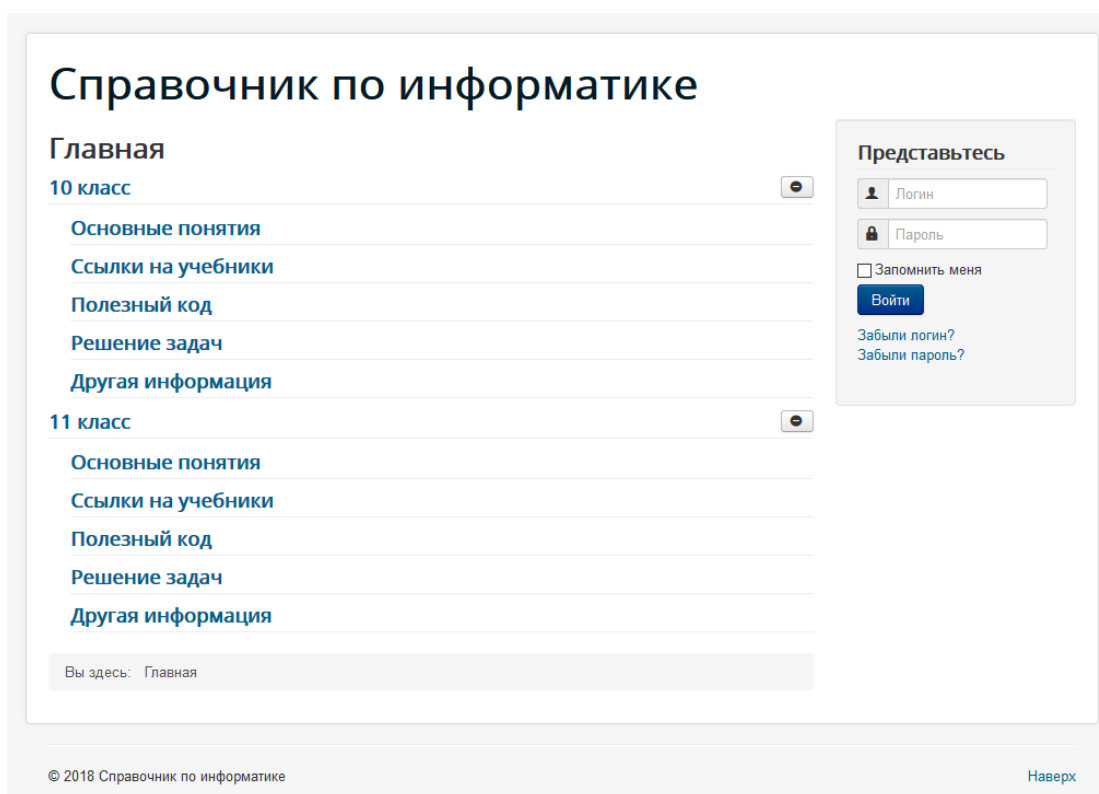 Справочник по информатике
Главная
10 класс
Основные понятия
Ссылки на учебники
Полезный код
Решение задач
Другая информация
11 класс
Основные понятия
Ссылки на учебники
Полезный код
Решение задач
Другая информация
Вы здесь: Главная
Представьтесь
Логин
Пароль
Запомнить меня
Войти
Забыли логин?
Забыли пароль?
© 2018 Справочник по информатике
Наверх